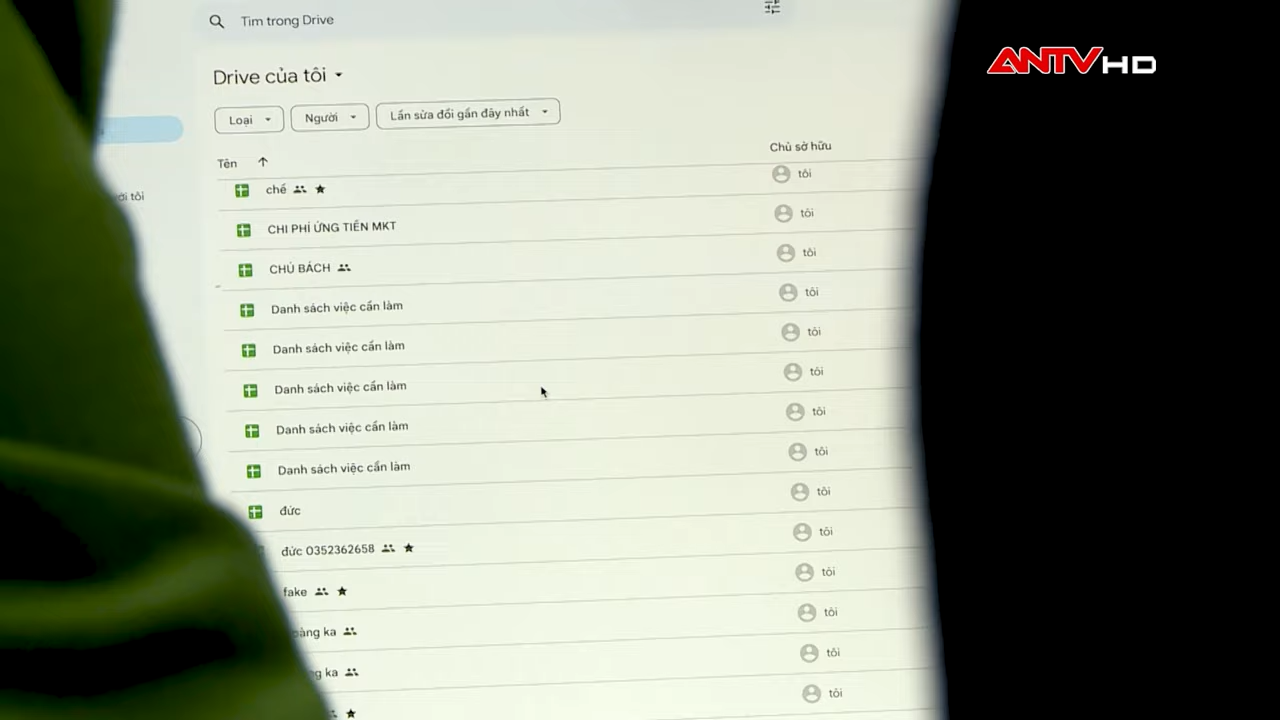 Tìm trong Drive
ANTV HD
Drive của tôi
Loại
Người
Lần sửa đổi gần đây nhất
Tên
Chủ sở hữu
chế
tôi
tôi
CHI PHÍ ỨNG TIỀN MKT
tôi
CHÚ BÁCH
tôi
Danh sách việc cần làm
tôi
Danh sách việc cần làm
tôi
Danh sách việc cần làm
tôi
Danh sách việc cần làm
tôi
Danh sách việc cần làm
tôi
đức
tôi
đức 0352362658
tôi
fake
tôi
ka
tôi
ka
tôi